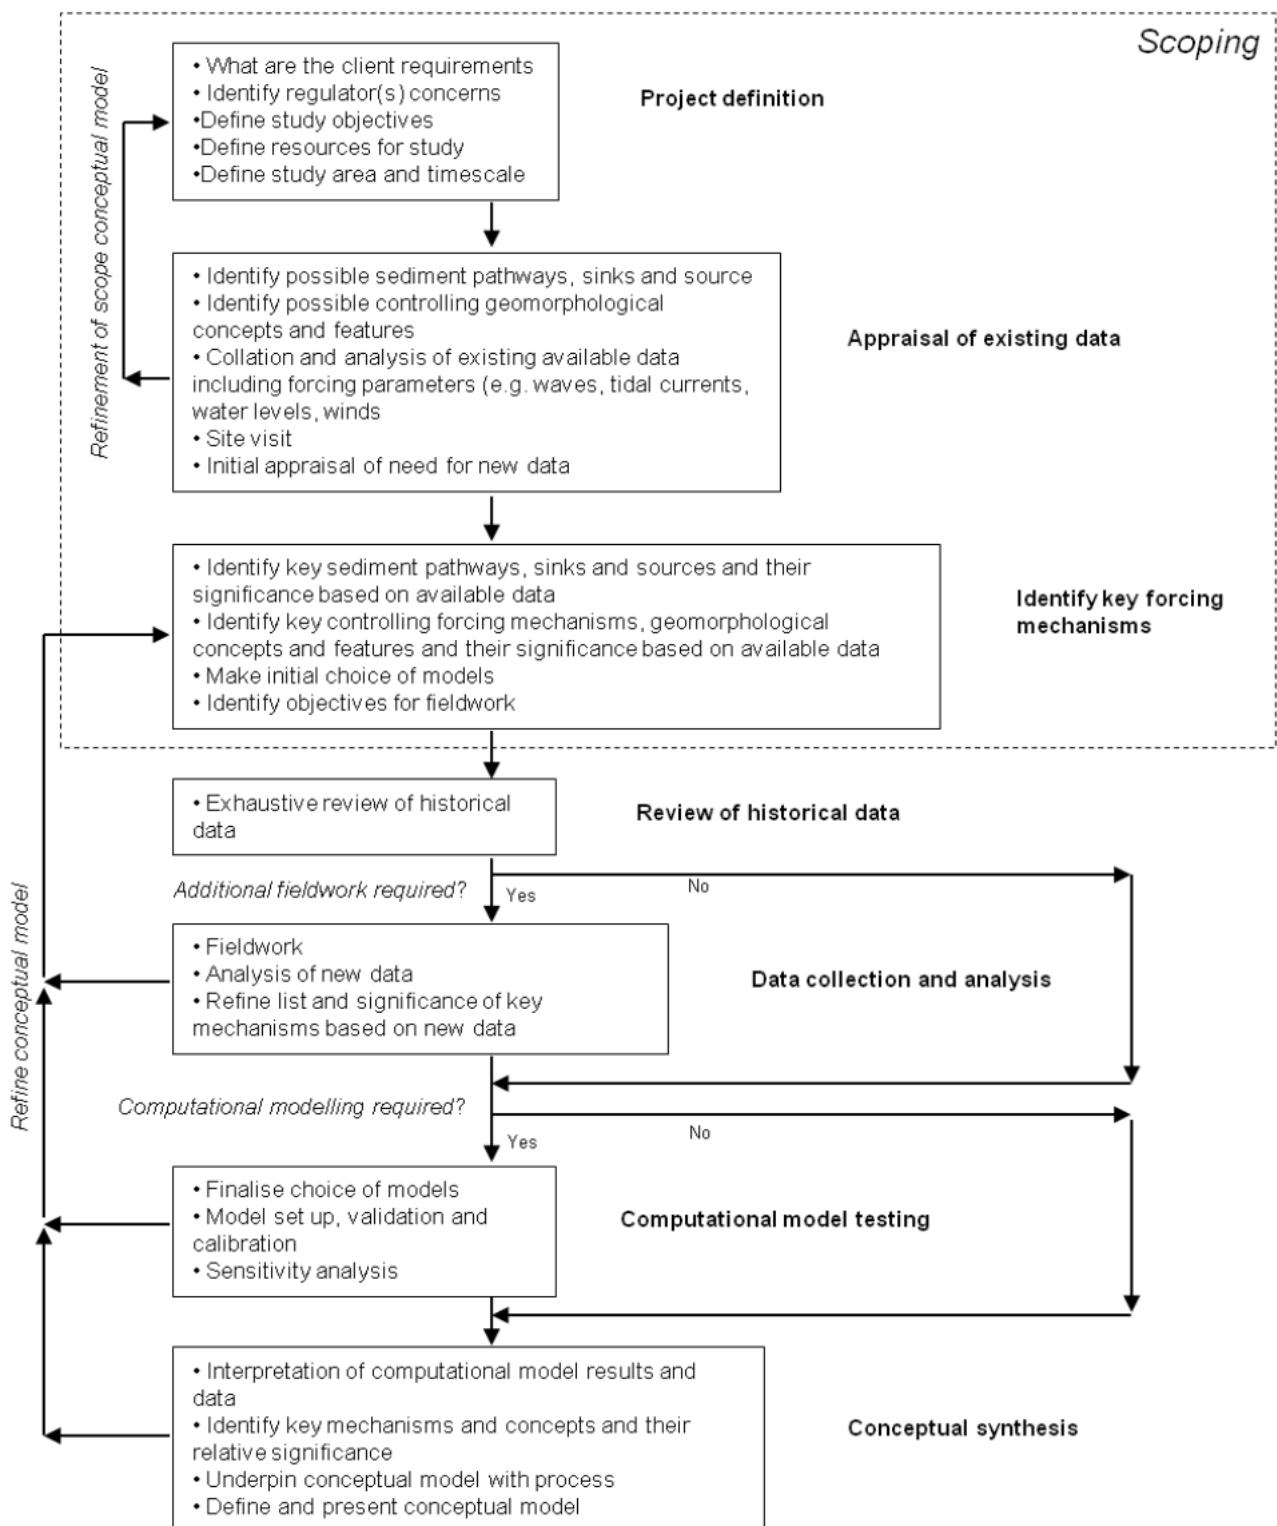 Scoping
• What are the client requirements
• Identify regulator(s) concerns
•Define study objectives
•Define resources for study
•Define study area and timescale
Project definition
Refinement of scope conceptual model
• Identify possible sediment pathways, sinks and source
• Identify possible controlling geomorphological
concepts and features
• Collation and analysis of existing available data
including forcing parameters (e.g. waves, tidal currents,
water levels, winds
• Site visit
• Initial appraisal of need for new data
Appraisal of existing data
• Identify key sediment pathways, sinks and sources and their
significance based on available data
• Identify key controlling forcing mechanisms, geomorphological
concepts and features and their significance based on available data
• Make initial choice of models
• Identify objectives for fieldwork
Identify key forcing
mechanisms
• Exhaustive review of historical
data
Review of historical data
Additional fieldwork required?
Yes
No
• Fieldwork
• Analysis of new data
• Refine list and significance of key
mechanisms based on new data
Data collection and analysis
Refine conceptual model
Computational modelling required?
Yes
No
• Finalise choice of models
• Model set up, validation and
calibration
• Sensitivity analysis
Computational model testing
• Interpretation of computational model results and
data
• Identify key mechanisms and concepts and their
relative significance
• Underpin conceptual model with process
• Define and present conceptual model
Conceptual synthesis